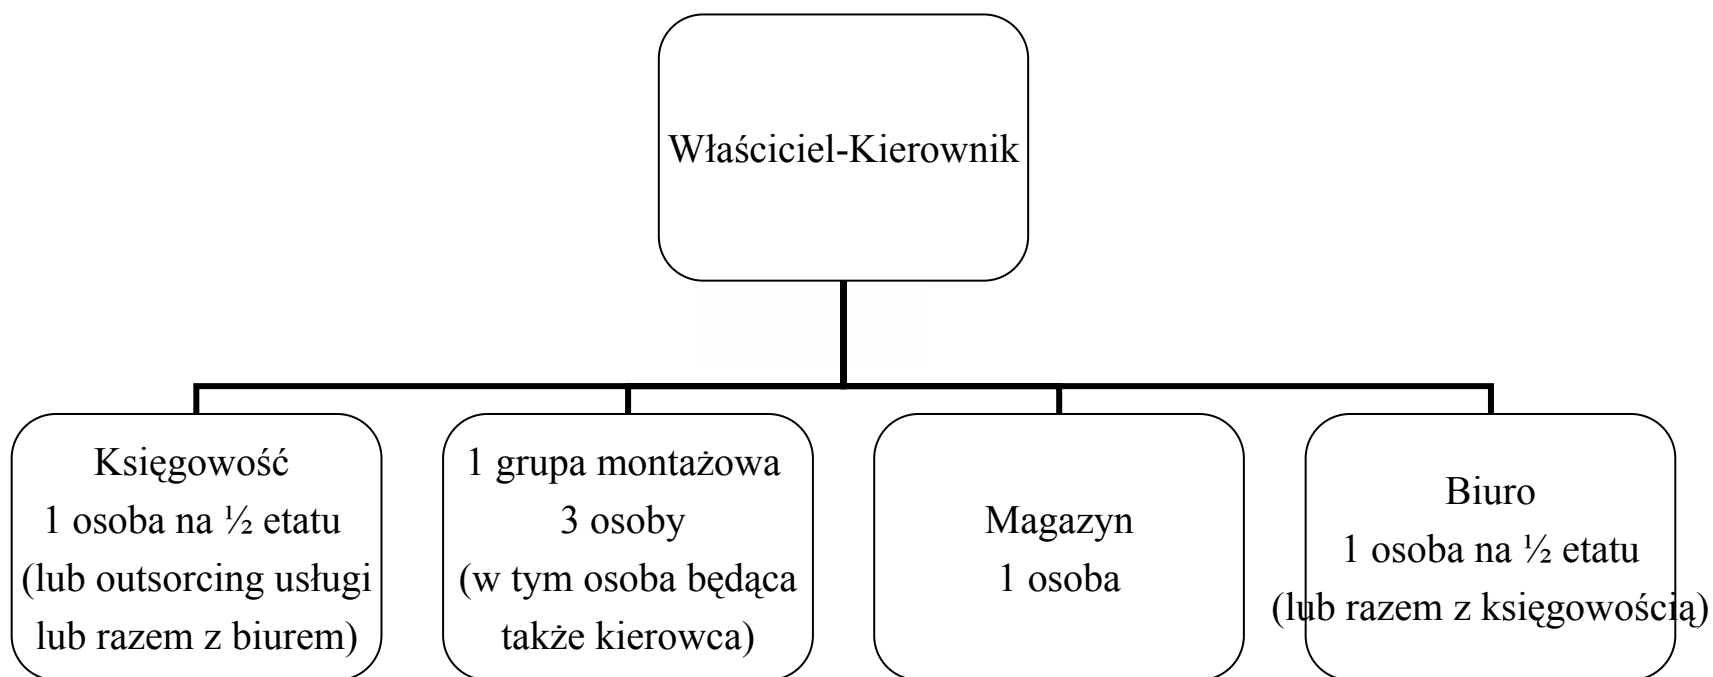 Właściciel-Kierownik
Księgowość
1 osoba na ½ etatu
(lub outsorcing usługi
lub razem z biurem)
1 grupa montażowa
3 osoby
(w tym osoba będąca
także kierowca)
Magazyn
1 osoba
Biuro
1 osoba na ½ etatu
(lub razem z księgowością)